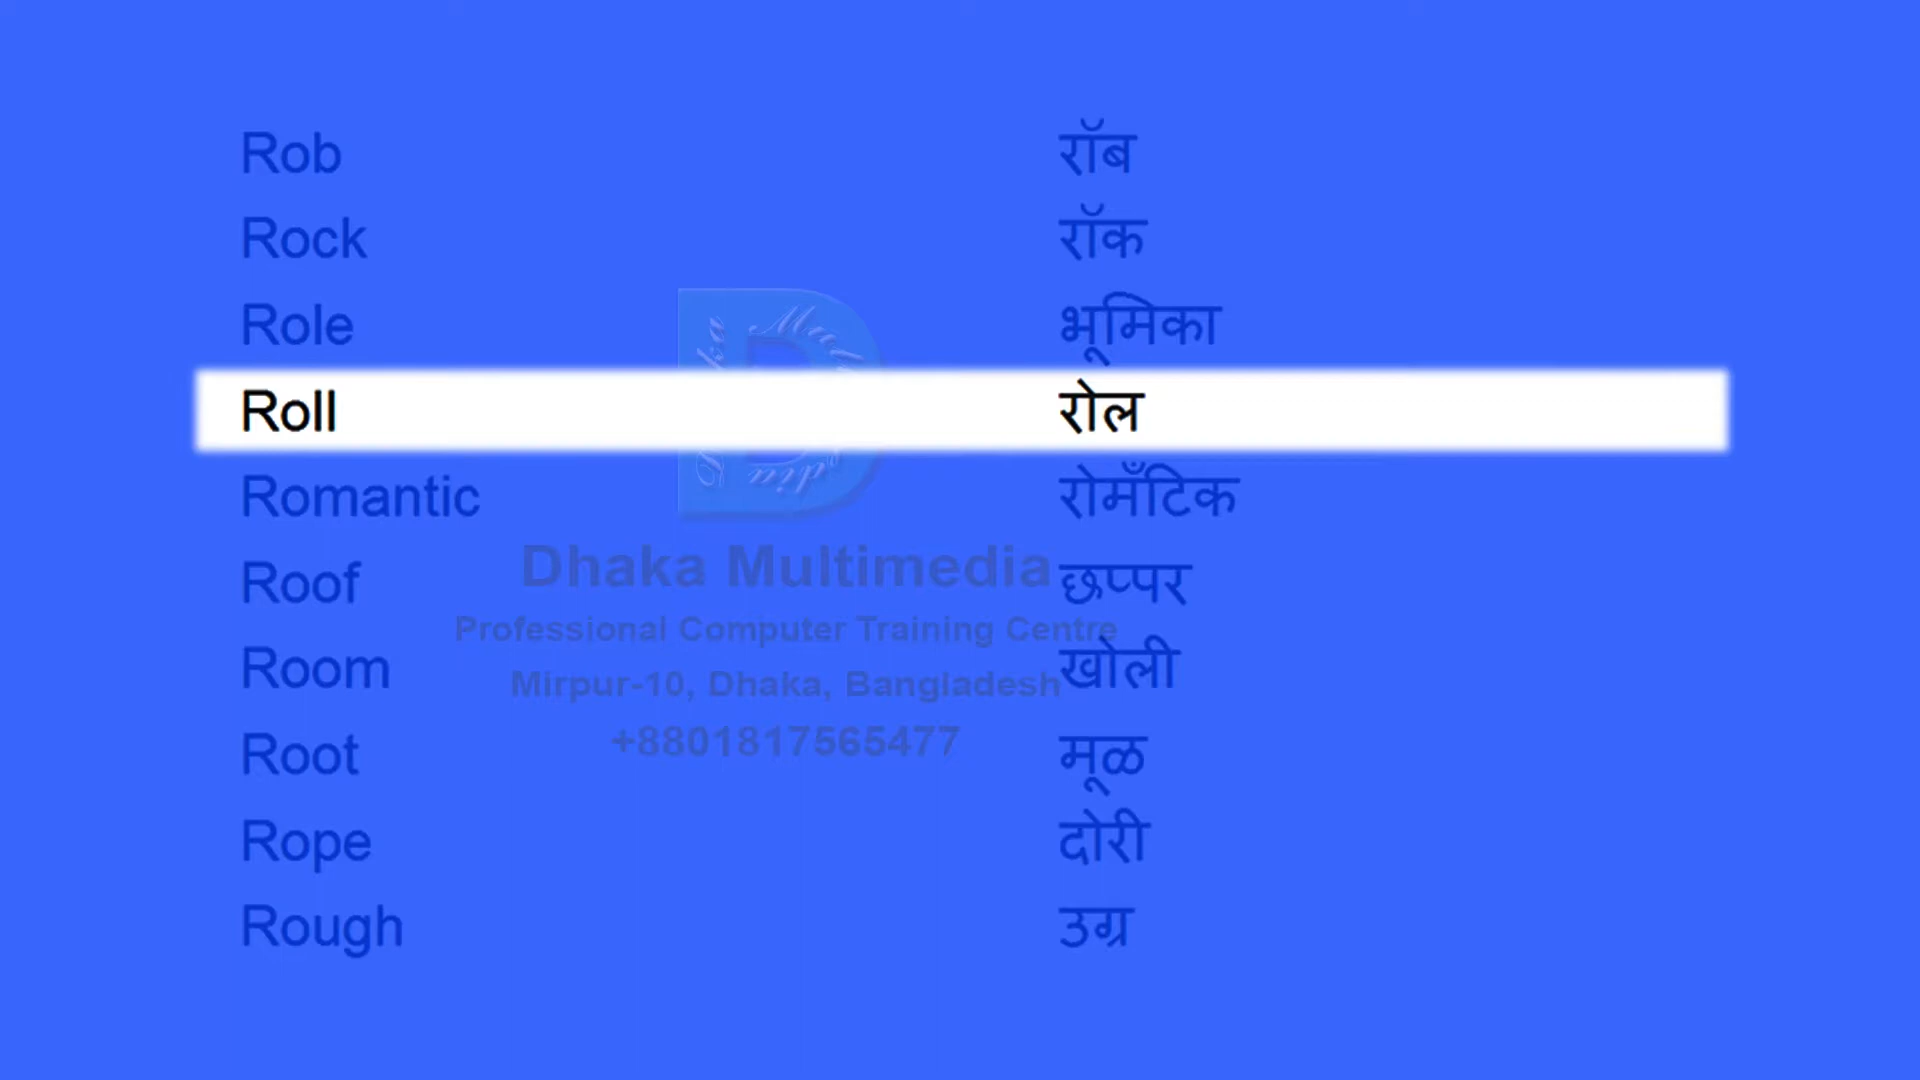 Rob रॉब
Rock रॉक
Role भूमिका
Roll रोल
Romantic रोमँटिक
Roof छप्पर
Room खोली
Root मूळ
Rope दोरी
Rough उग्र
Dhaka Multimedia
Professional Computer Training Centre
Mirpur-10, Dhaka, Bangladesh
+8801817565477